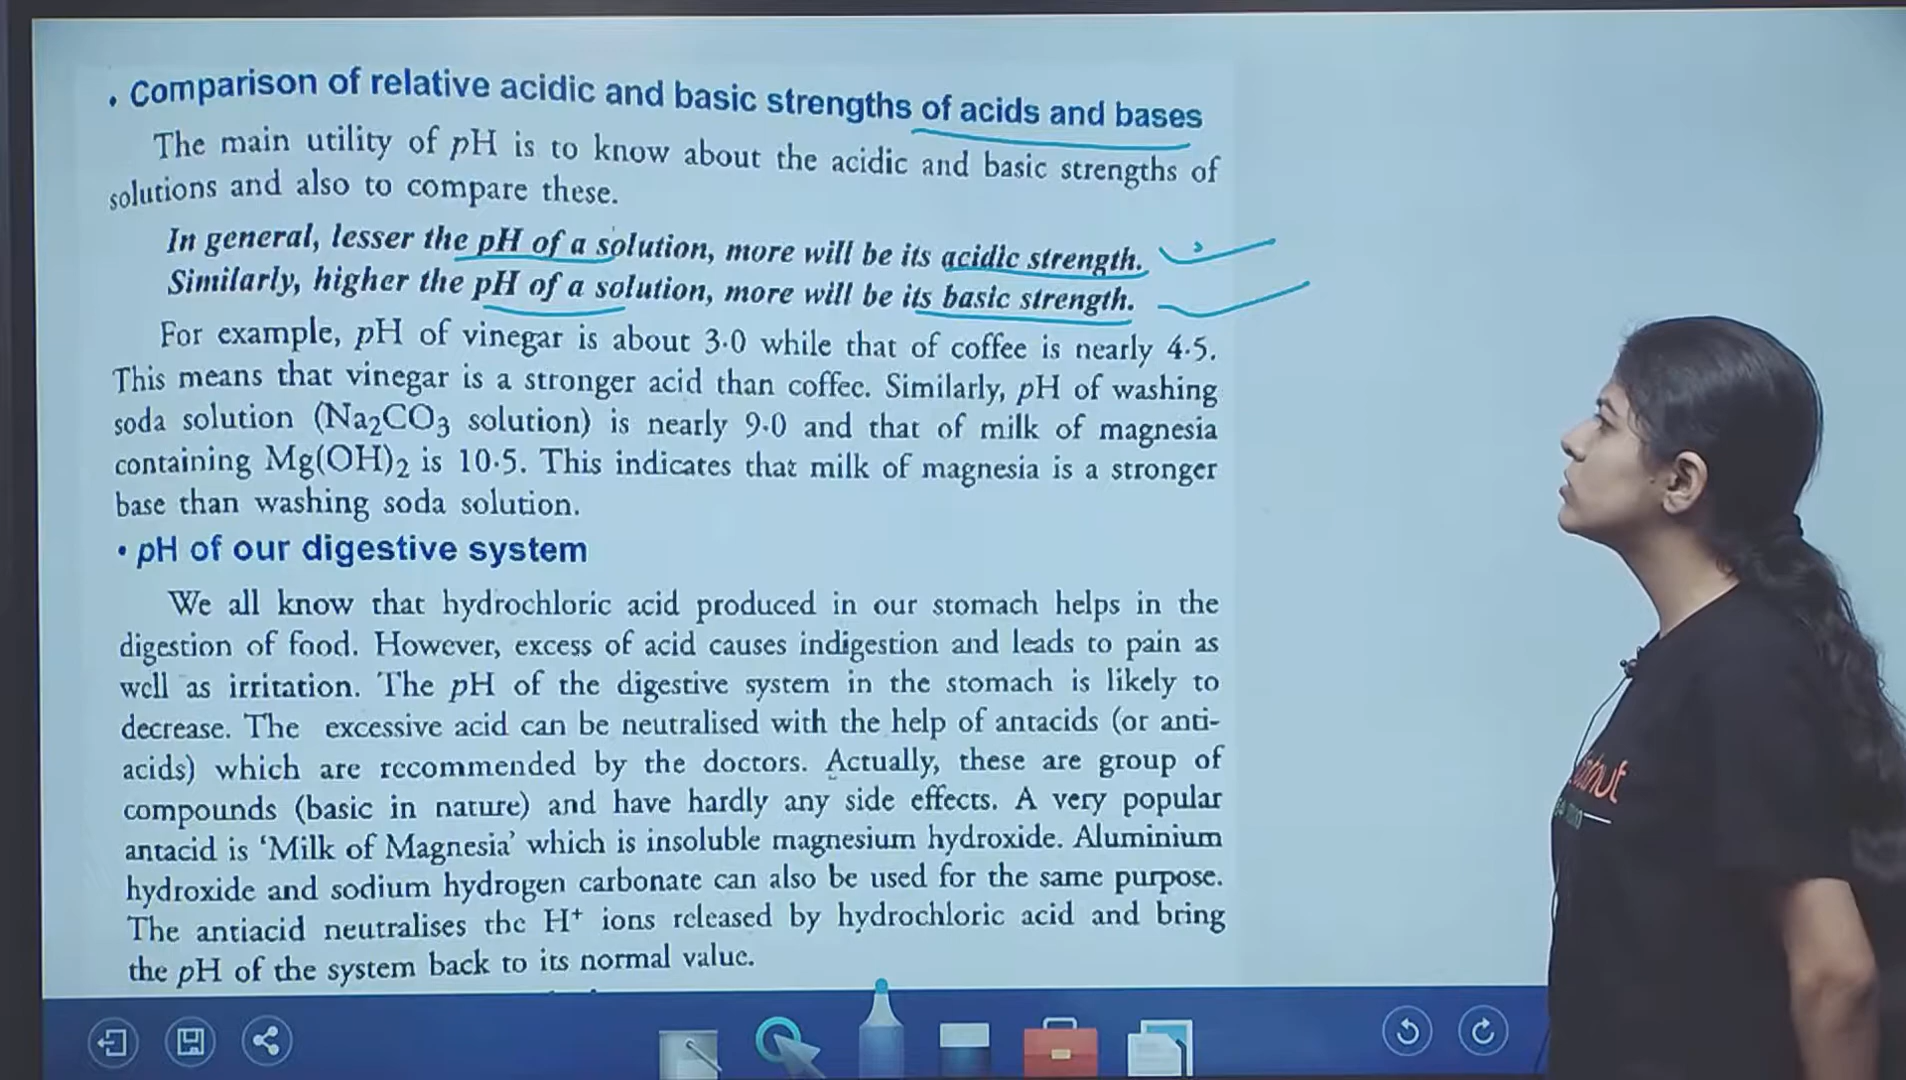 • Comparison of relative acidic and basic strengths of acids and bases
The main utility of pH is to know about the acidic and basic strengths of
solutions and also to compare these.
In general, lesser the pH of a solution, more will be its acidic strength.
Similarly, higher the pH of a solution, more will be its basic strength.
For example, pH of vinegar is about 3·0 while that of coffee is nearly 4·5.
This means that vinegar is a stronger acid than coffee. Similarly, pH of washing
soda solution (Na₂CO₃ solution) is nearly 9·0 and that of milk of magnesia
containing Mg(OH)₂ is 10·5. This indicates that milk of magnesia is a stronger
base than washing soda solution.
• pH of our digestive system
We all know that hydrochloric acid produced in our stomach helps in the
digestion of food. However, excess of acid causes indigestion and leads to pain as
well as irritation. The pH of the digestive system in the stomach is likely to
decrease. The excessive acid can be neutralised with the help of antacids (or anti-
acids) which are recommended by the doctors. Actually, these are group of
compounds (basic in nature) and have hardly any side effects. A very popular
antacid is ‘Milk of Magnesia’ which is insoluble magnesium hydroxide. Aluminium
hydroxide and sodium hydrogen carbonate can also be used for the same purpose.
The antiacid neutralises the H⁺ ions released by hydrochloric acid and bring
the pH of the system back to its normal value.